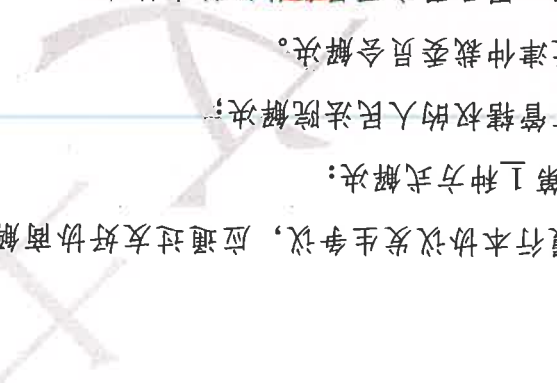 履行本协议发生争议，应通过友好协商解
第 1 种方式解决：
管辖权的人民法院解决；
津仲裁委员会解决。